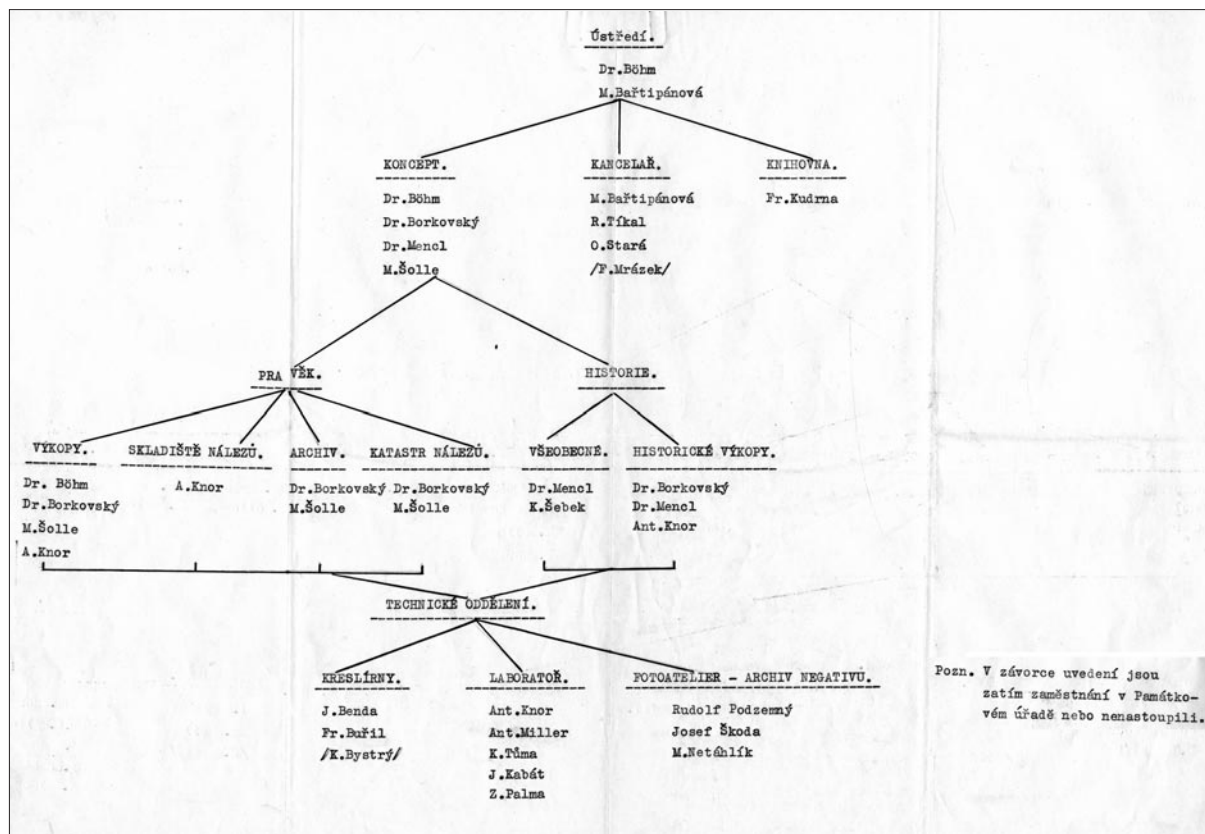 Ústředí.
Dr.Böhm
M.Bařtipánová
KONCEPT.
Dr.Böhm
Dr.Borkovský
Dr.Mencl
M.Šolle
KANCELAŘ.
M.Bařtipánová
R.Tíkal
O.Stará
/F.Mrázek/
KNIHOVNA.
Fr.Kudrna
PRA VĚK.
HISTORIE.
VÝKOPY.
Dr. Böhm
Dr.Borkovský
M.Šolle
A.Knor
SKLADIŠTĚ NÁLEZŮ.
A.Knor
ARCHIV.
Dr.Borkovský
M.Šolle
KATASTR NÁLEZŮ.
Dr.Borkovský
M.Šolle
VŠEOBECNÉ.
Dr.Mencl
K.Šebek
HISTORICKÉ VÝKOPY.
Dr.Borkovský
Dr.Mencl
Ant.Knor
TECHNICKÉ ODDĚLENÍ.
KRESLÍRNY.
J.Benda
Fr.Buřil
/K.Bystrý/
LABORATOŘ.
Ant.Knor
Ant.Miller
K.Tůma
J.Kabát
Z.Palma
FOTOATELIER - ARCHIV NEGATIVU.
Rudolf Podzemný
Josef Škoda
M.Netáhlík
Pozn. V závorce uvedení jsou
zatím zaměstnání v Památko-
vém úřadě nebo nenastoupili.